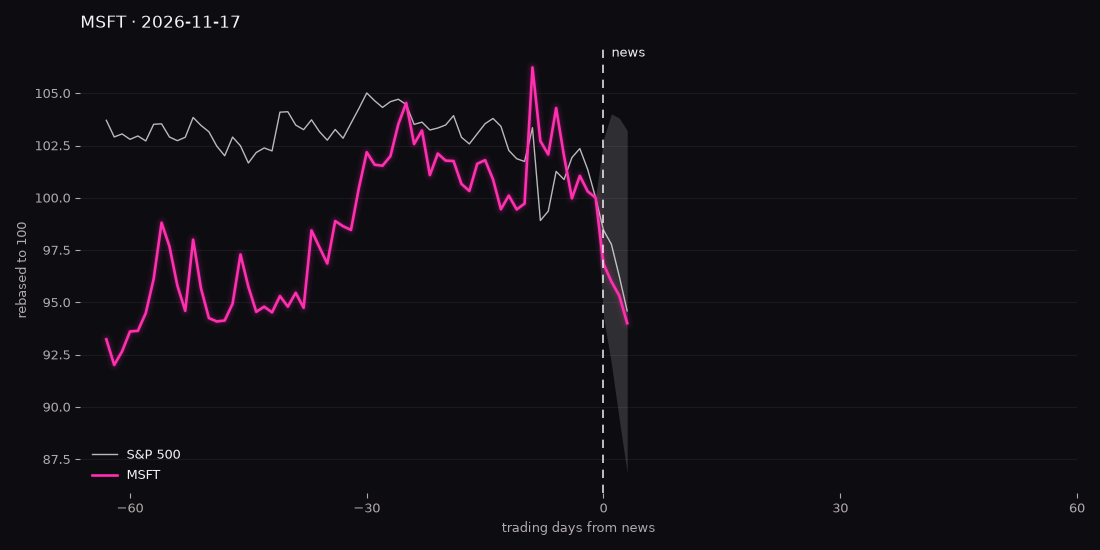 MSFT · 2026-11-17
news
105.0
102.5
100.0
97.5
95.0
92.5
90.0
87.5
rebased to 100
S&P 500
MSFT
−60
−30
0
30
60
trading days from news